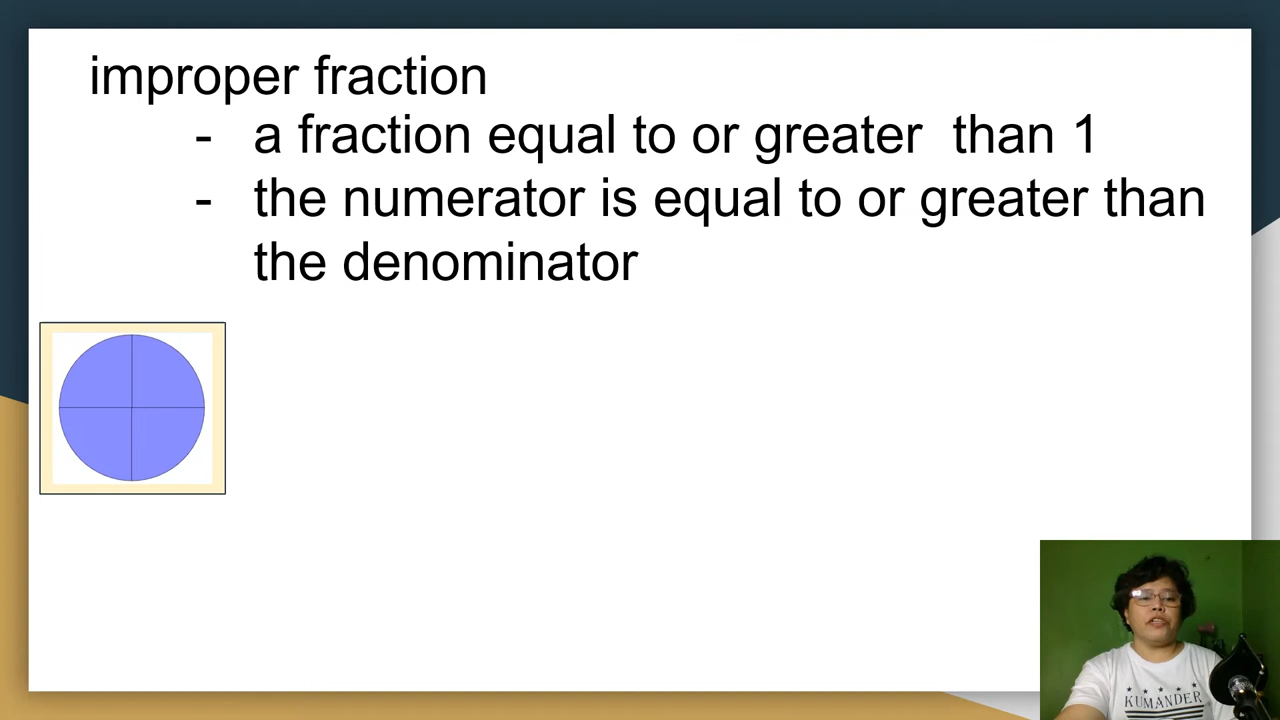 improper fraction
- a fraction equal to or greater than 1
- the numerator is equal to or greater than
the denominator
KUMANDER